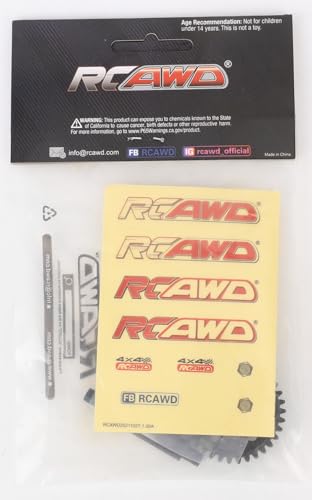 Age Recommendation: Not for children
under 14 years. This is not a toy.
RCAWD®
WARNING: This product can expose you to chemicals known to the State
of California to cause cancer, birth defects or other reproductive harm.
For more information, go to www.P65Warnings.ca.gov/product.
info@rcawd.com FB RCAWD IG rcawd_official
Made in China
RCAWD®
RCAWD®
RCAWD®
RCAWD®
4x4 4x4
RCAWD RCAWD
FB RCAWD